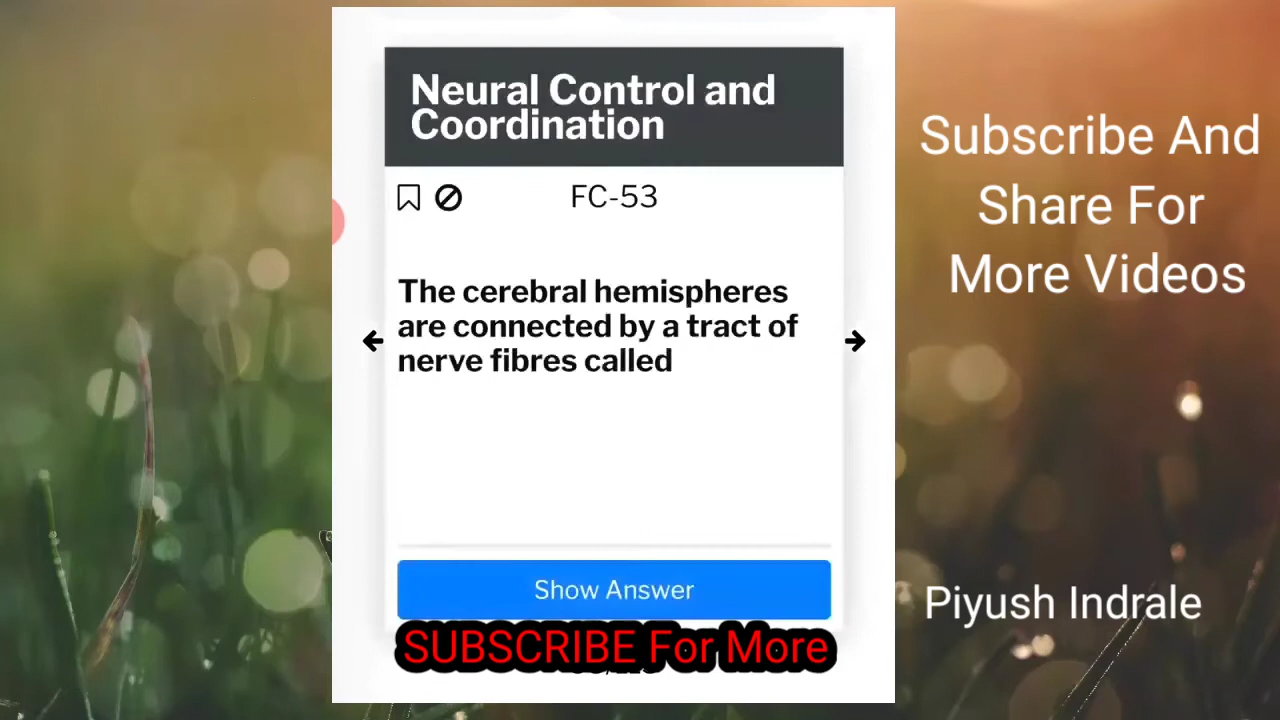 Neural Control and
Coordination
FC-53
The cerebral hemispheres
are connected by a tract of
nerve fibres called
Show Answer
SUBSCRIBE For More
Subscribe And
Share For
More Videos
Piyush Indrale